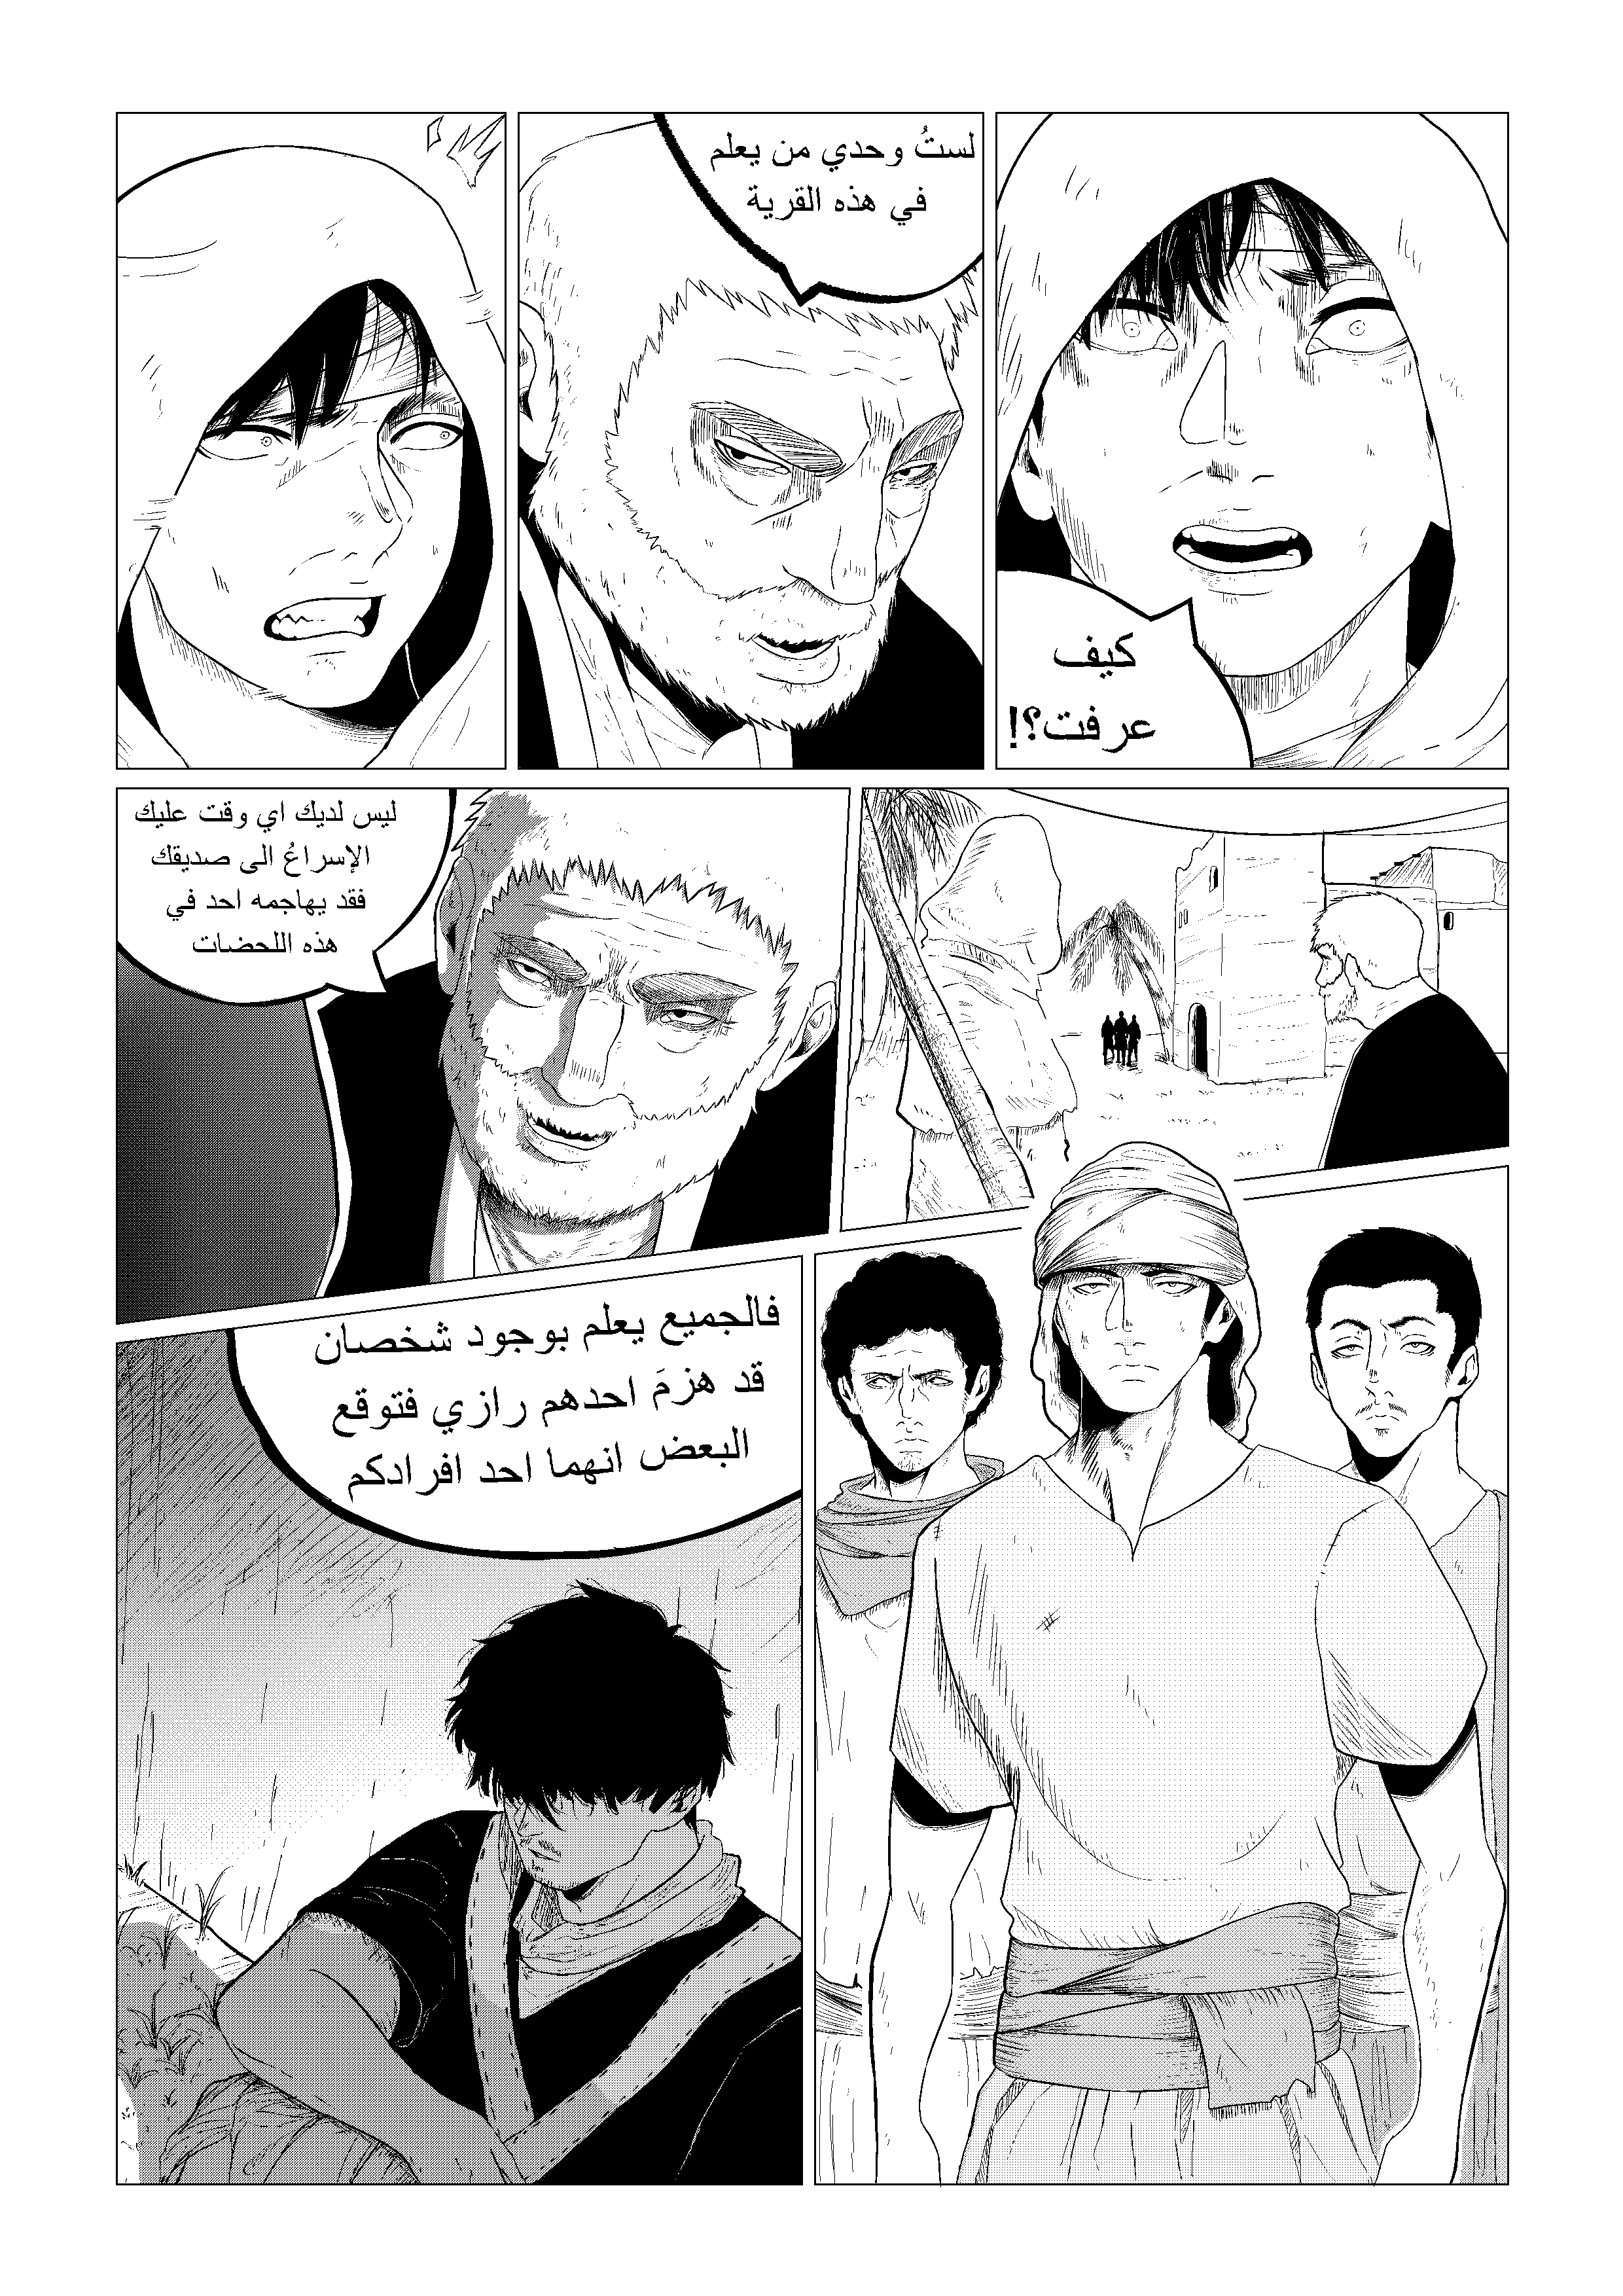 كيف
عرفت؟!
لستُ وحدي من يعلم
في هذه القرية
ليس لديك اي وقت عليك
الإسراعُ الى صديقك
فقد يهاجمه احد في
هذه اللحضات
فالجميع يعلم بوجود شخصان
قد هزمَ احدهم رازي فتوقع
البعض انهما احد افرادكم